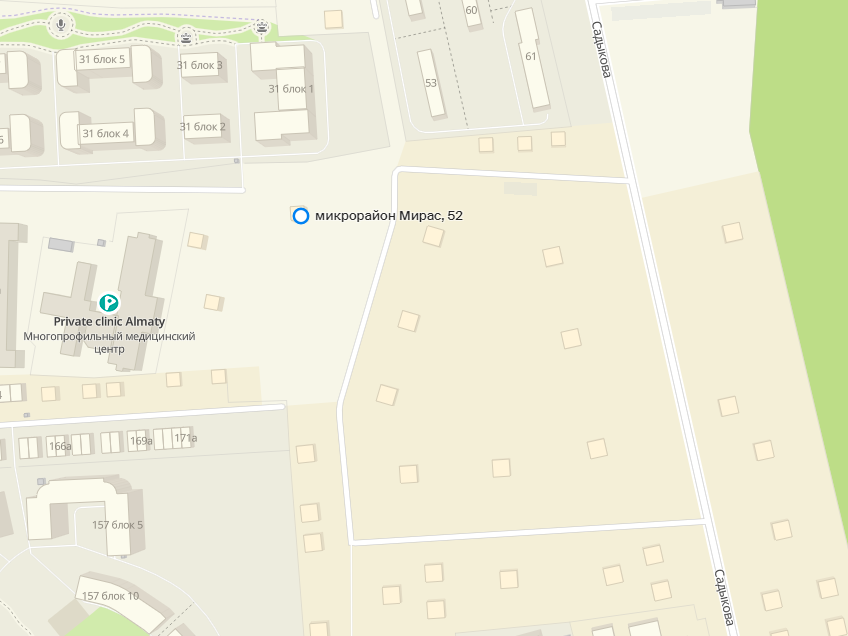 60
Садыкова
31 блок 5
31 блок 3
53
61
31 блок 1
31 блок 4
31 блок 2
микрорайон Мирас, 52
Private clinic Almaty
Многопрофильный медицинский
центр
166а
169а
171а
157 блок 5
157 блок 10
Садыкова
52